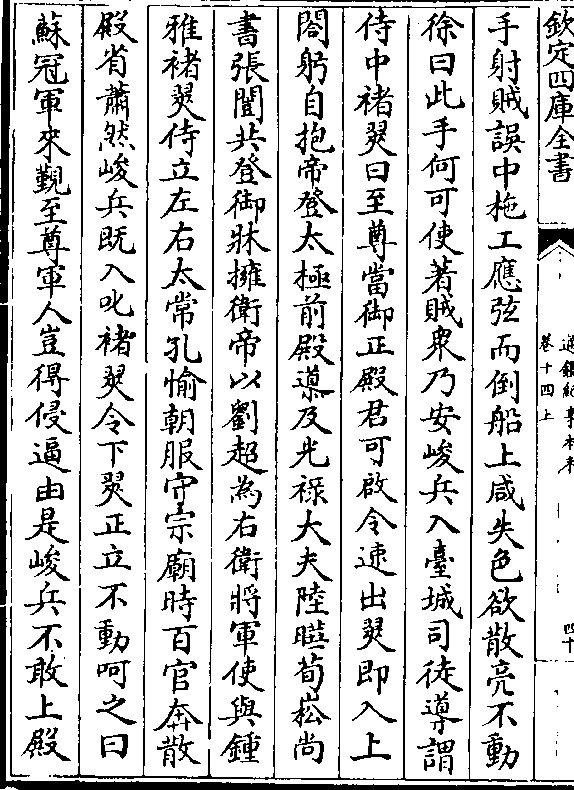 欽定四庫全書
通鑑紀事本末
卷十四上
四十
手射賊誤中柂工應弦而倒船上咸失色欲散亮不動
徐曰此手何可使著賊衆乃安峻兵入臺城司徒導謂
侍中褚翜曰至尊當御正殿君可啟令速出翜即入上
閤躬自抱帝登太極前殿導及光祿大夫陸瞱荀崧尚
書張闓共登御牀擁衛帝以劉超為右衛將軍使與鍾
雅褚翜侍立左右太常孔愉朝服守宗廟時百官奔散
殿省蕭然峻兵既入叱褚翜令下翜正立不動呵之曰
蘇冠軍來覲至尊軍人豈得侵逼由是峻兵不敢上殿